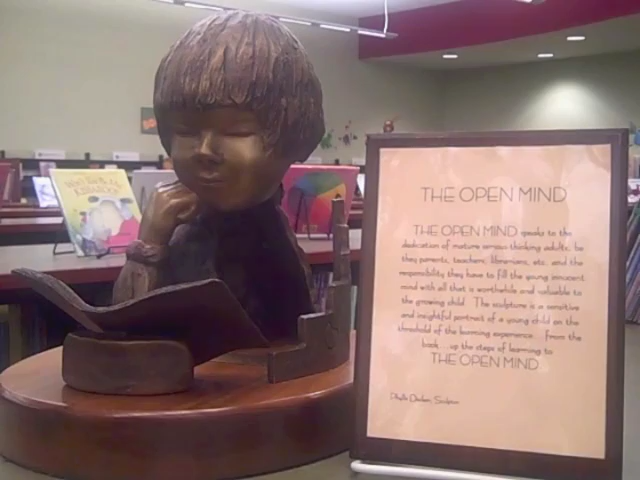 THE OPEN MIND
THE OPEN MIND speaks to the
dedication of mature serious thinking adults, be
they parents, teachers, librarians, etc. and the
responsibility they have to fill the young innocent
mind with all that is worthwhile and valuable to
the growing child. The sculpture is a sensitive
and insightful portrait of a young child on the
threshold of the learning experience . from the
book . . . up the steps of learning to
THE OPEN MIND
Sculptor